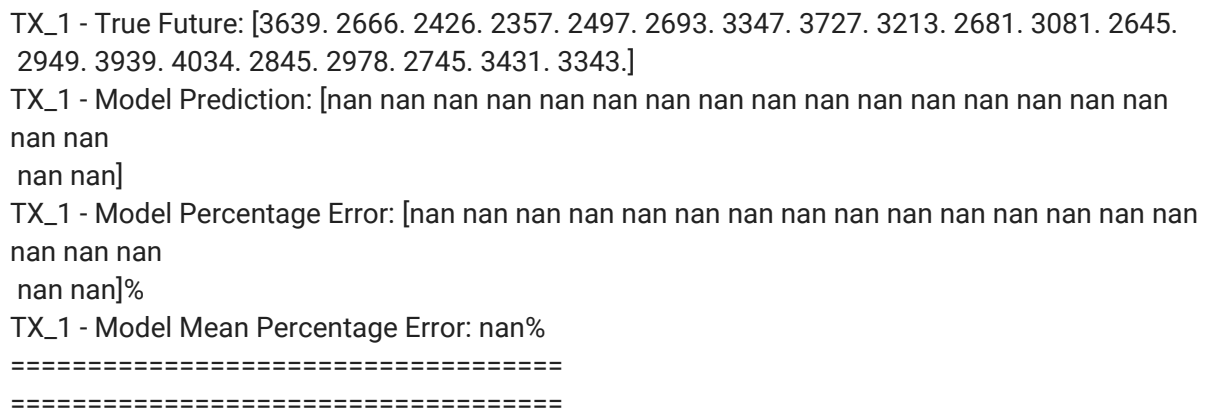 TX_1 - True Future: [3639. 2666. 2426. 2357. 2497. 2693. 3347. 3727. 3213. 2681. 3081. 2645.
2949. 3939. 4034. 2845. 2978. 2745. 3431. 3343.]
TX_1 - Model Prediction: [nan nan nan nan nan nan nan nan nan nan nan nan nan nan nan nan
nan nan
nan nan]
TX_1 - Model Percentage Error: [nan nan nan nan nan nan nan nan nan nan nan nan nan nan nan
nan nan nan
nan nan]%
TX_1 - Model Mean Percentage Error: nan%
====================================
====================================